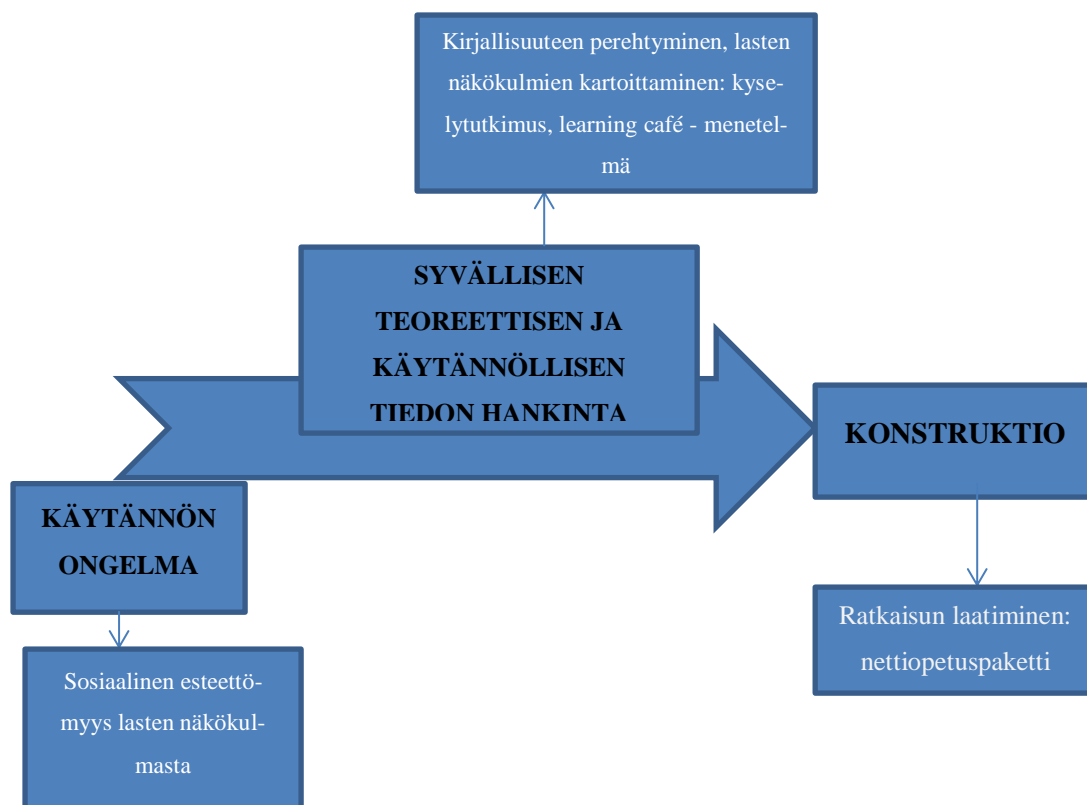 Kirjallisuuteen perehtyminen, lasten
näkökulmien kartoittaminen: kyse-
lytutkimus, learning café - menetel-
mä
SYVÄLLISEN
TEOREETTISEN JA
KÄYTÄNNÖLLISEN
TIEDON HANKINTA
KONSTRUKTIO
KÄYTÄNNÖN
ONGELMA
Ratkaisun laatiminen:
nettiopetuspaketti
Sosiaalinen esteettö-
myys lasten näkökul-
masta